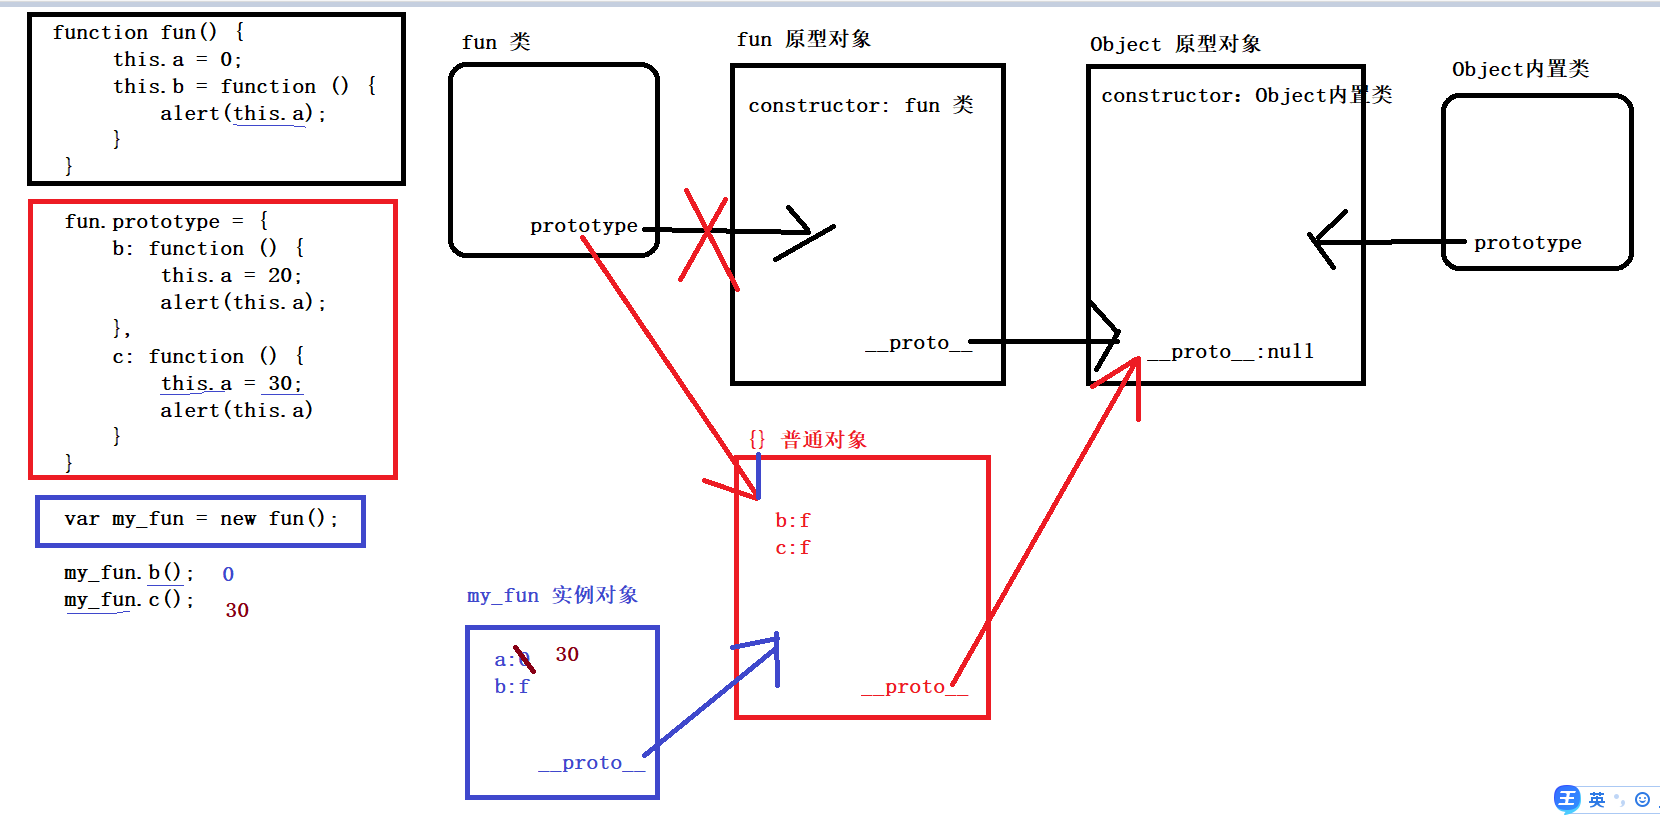 function fun() {
this.a = 0;
this.b = function () {
alert(this.a);
}
}
fun.prototype = {
b: function () {
this.a = 20;
alert(this.a);
},
c: function () {
this.a = 30;
alert(this.a)
}
}
var my_fun = new fun();
my_fun.b(); 0
my_fun.c(); 30
fun 类
prototype
fun 原型对象
constructor: fun 类
__proto__
Object 原型对象
constructor: Object内置类
__proto__:null
Object内置类
prototype
{} 普通对象
b:f
c:f
__proto__
my_fun 实例对象
a:0 30
b:f
__proto__
王 英